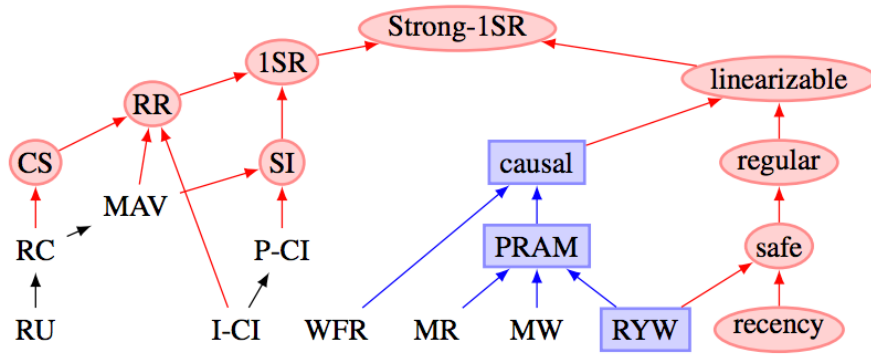 Strong-1SR
1SR
linearizable
RR
CS
SI
causal
regular
MAV
RC
P-CI
PRAM
safe
RU
I-CI
WFR
MR
MW
RYW
recency